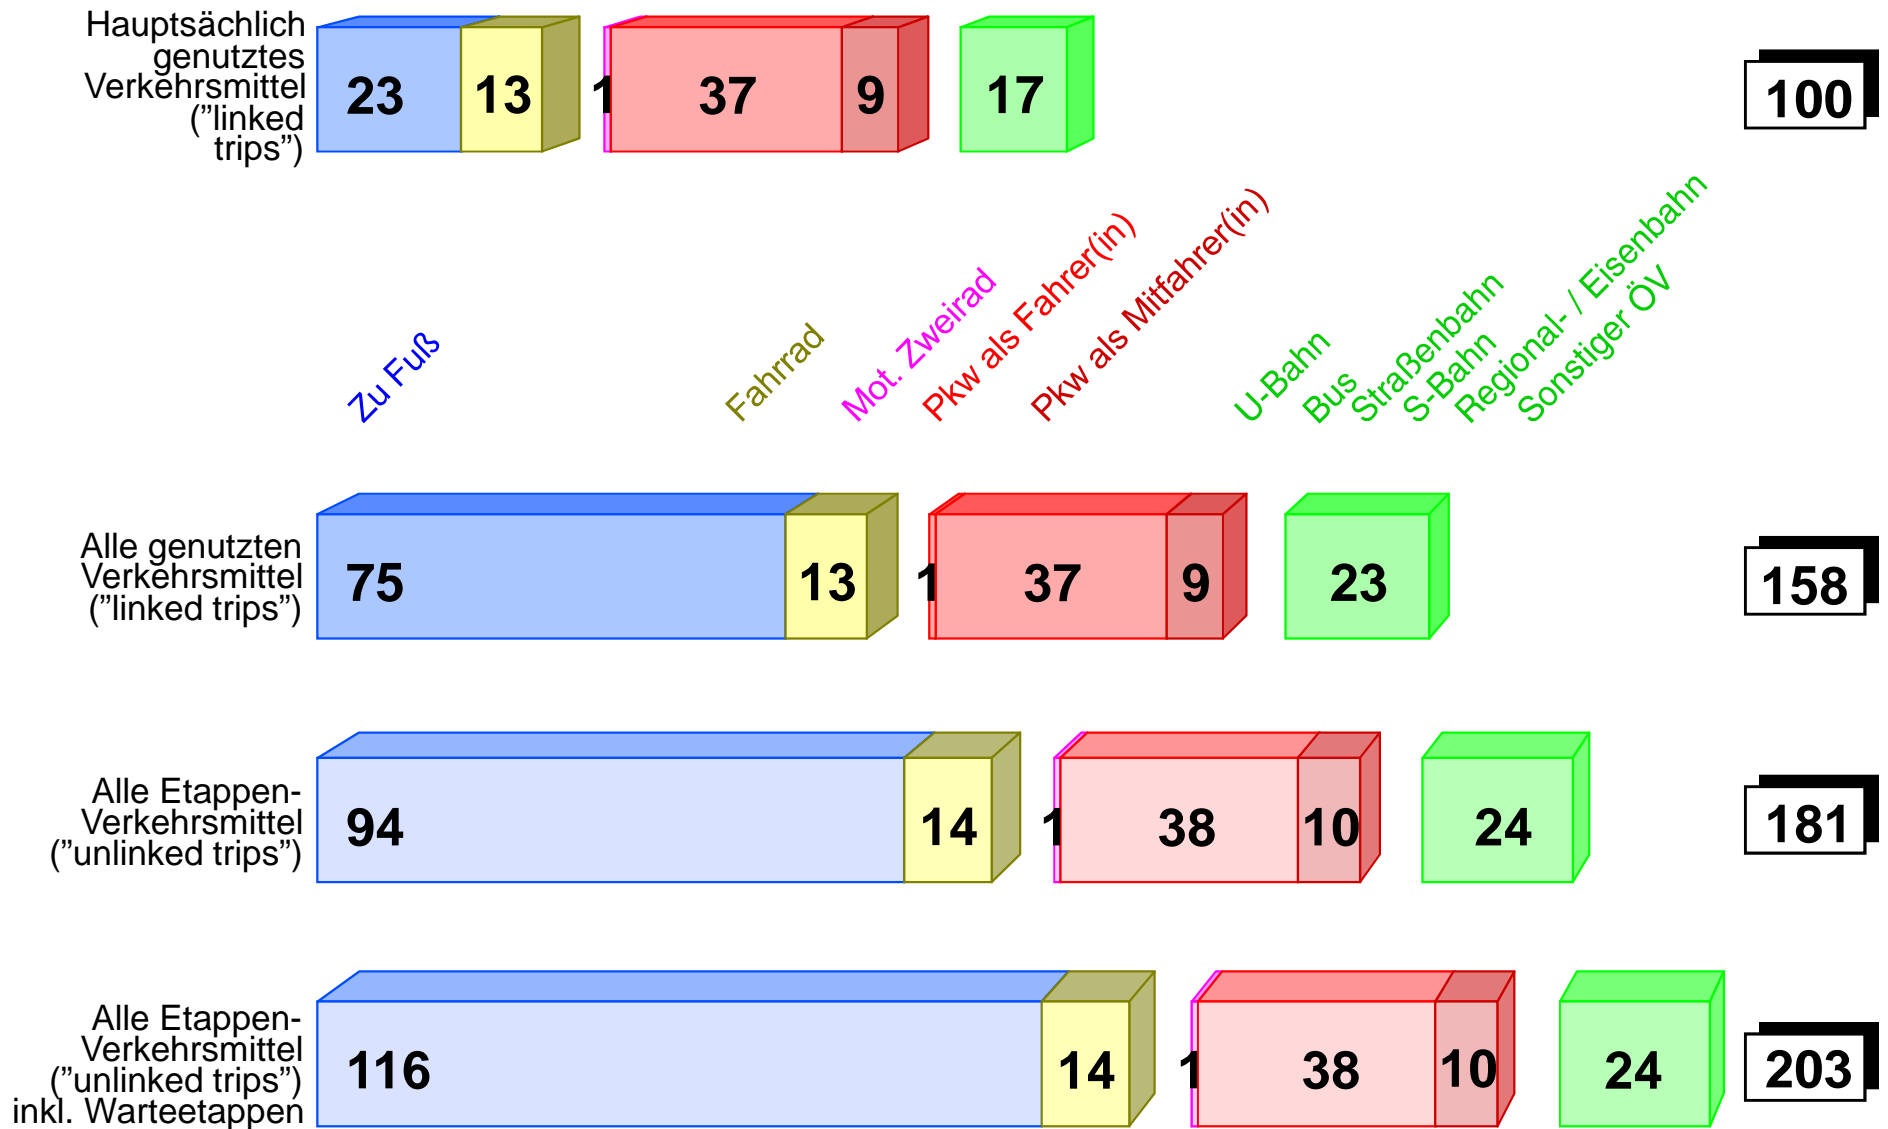 Hauptsächlich
genutztes
Verkehrsmittel
(”linked
trips”)
23 13 1 37 9 17 100
Zu Fuß
Fahrrad
Mot. Zweirad
Pkw als Fahrer(in)
Pkw als Mitfahrer(in)
U-Bahn
Bus
Straßenbahn
S-Bahn
Regional- / Eisenbahn
Sonstiger ÖV
Alle genutzten
Verkehrsmittel
(”linked trips”)
75 13 1 37 9 23 158
Alle Etappen-
Verkehrsmittel
(”unlinked trips”)
94 14 1 38 10 24 181
Alle Etappen-
Verkehrsmittel
(”unlinked trips”)
inkl. Warteetappen
116 14 1 38 10 24 203